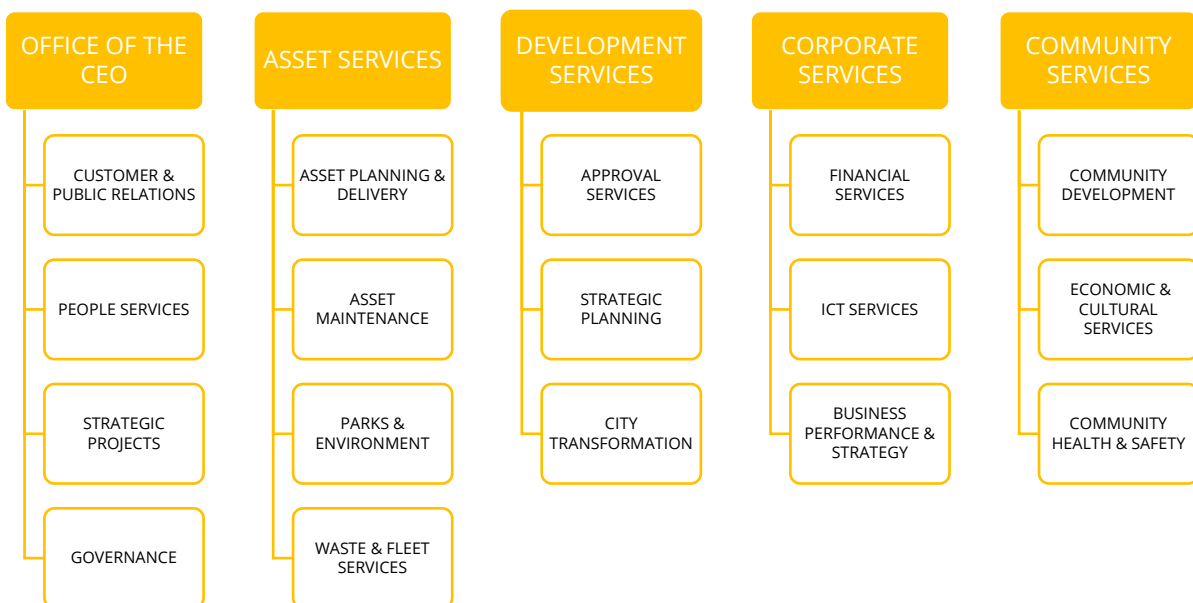 OFFICE OF THE
CEO
CUSTOMER &
PUBLIC RELATIONS
PEOPLE SERVICES
STRATEGIC
PROJECTS
GOVERNANCE
ASSET SERVICES
ASSET PLANNING &
DELIVERY
ASSET
MAINTENANCE
PARKS &
ENVIRONMENT
WASTE & FLEET
SERVICES
DEVELOPMENT
SERVICES
APPROVAL
SERVICES
STRATEGIC
PLANNING
CITY
TRANSFORMATION
CORPORATE
SERVICES
FINANCIAL
SERVICES
ICT SERVICES
BUSINESS
PERFORMANCE &
STRATEGY
COMMUNITY
SERVICES
COMMUNITY
DEVELOPMENT
ECONOMIC &
CULTURAL
SERVICES
COMMUNITY
HEALTH & SAFETY